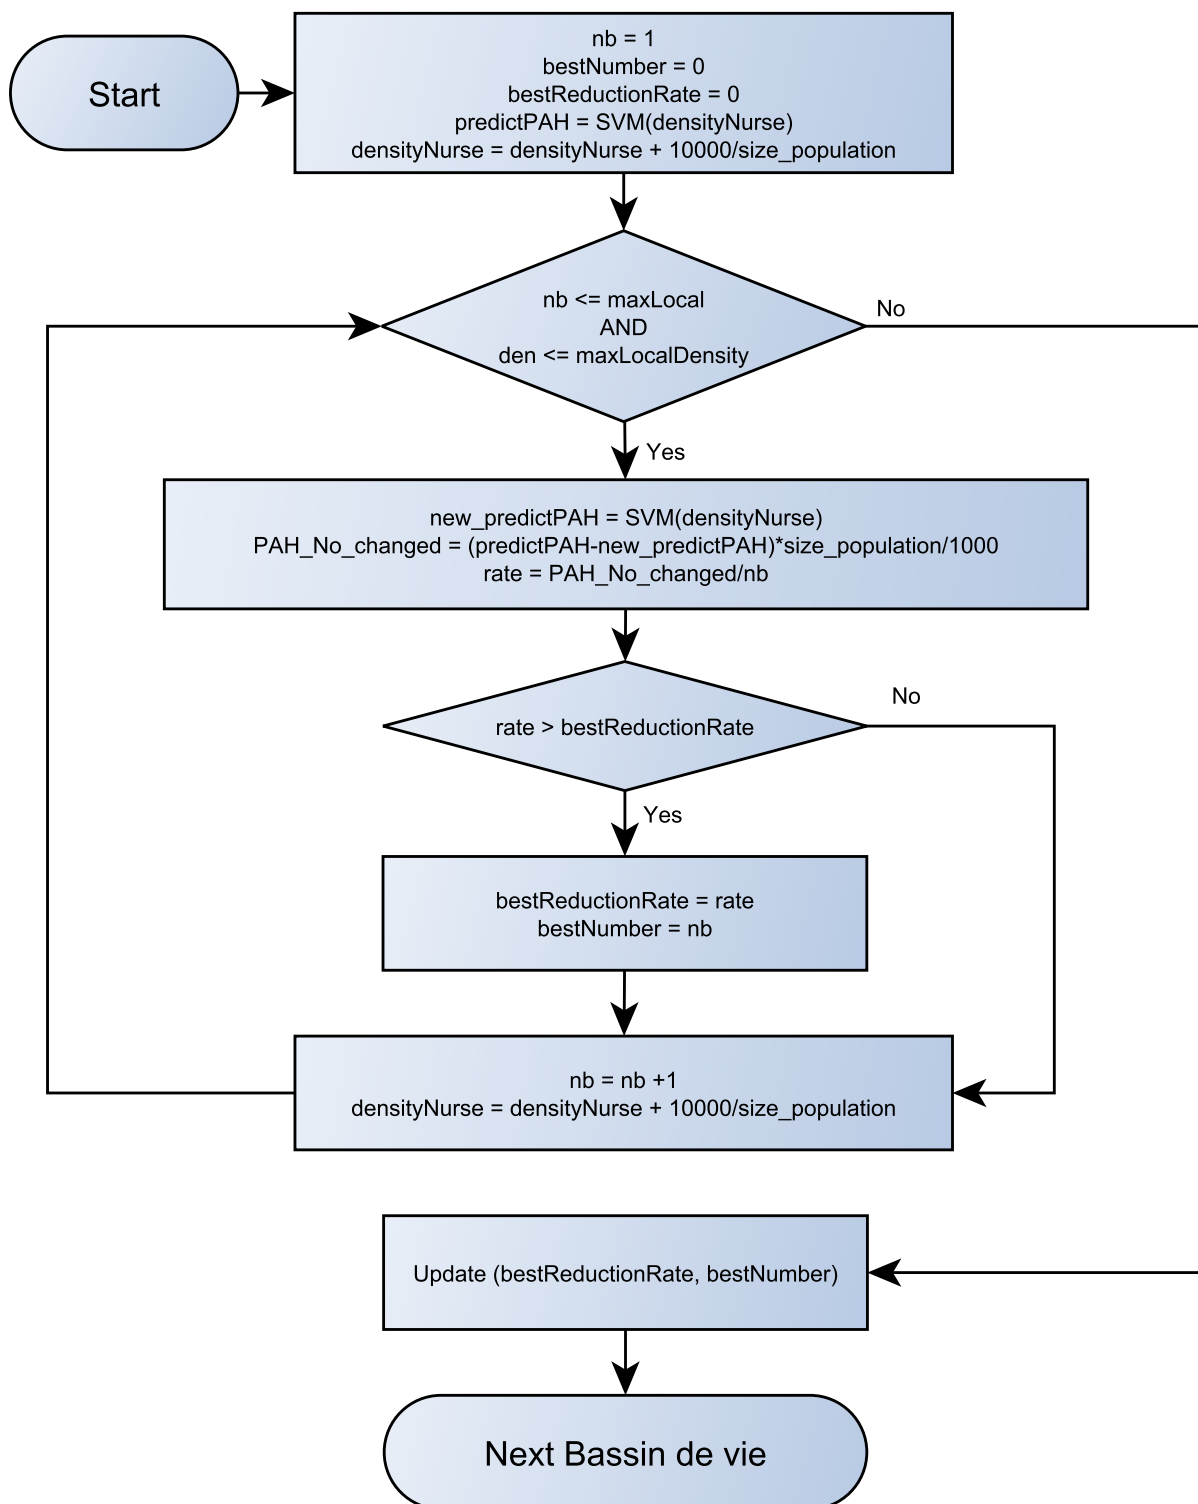 Start
nb = 1
bestNumber = 0
bestReductionRate = 0
predictPAH = SVM(densityNurse)
densityNurse = densityNurse + 10000/size_population
nb <= maxLocal
AND
den <= maxLocalDensity
No
Yes
new_predictPAH = SVM(densityNurse)
PAH_No_changed = (predictPAH-new_predictPAH)*size_population/1000
rate = PAH_No_changed/nb
rate > bestReductionRate
No
Yes
bestReductionRate = rate
bestNumber = nb
nb = nb +1
densityNurse = densityNurse + 10000/size_population
Update (bestReductionRate, bestNumber)
Next Bassin de vie